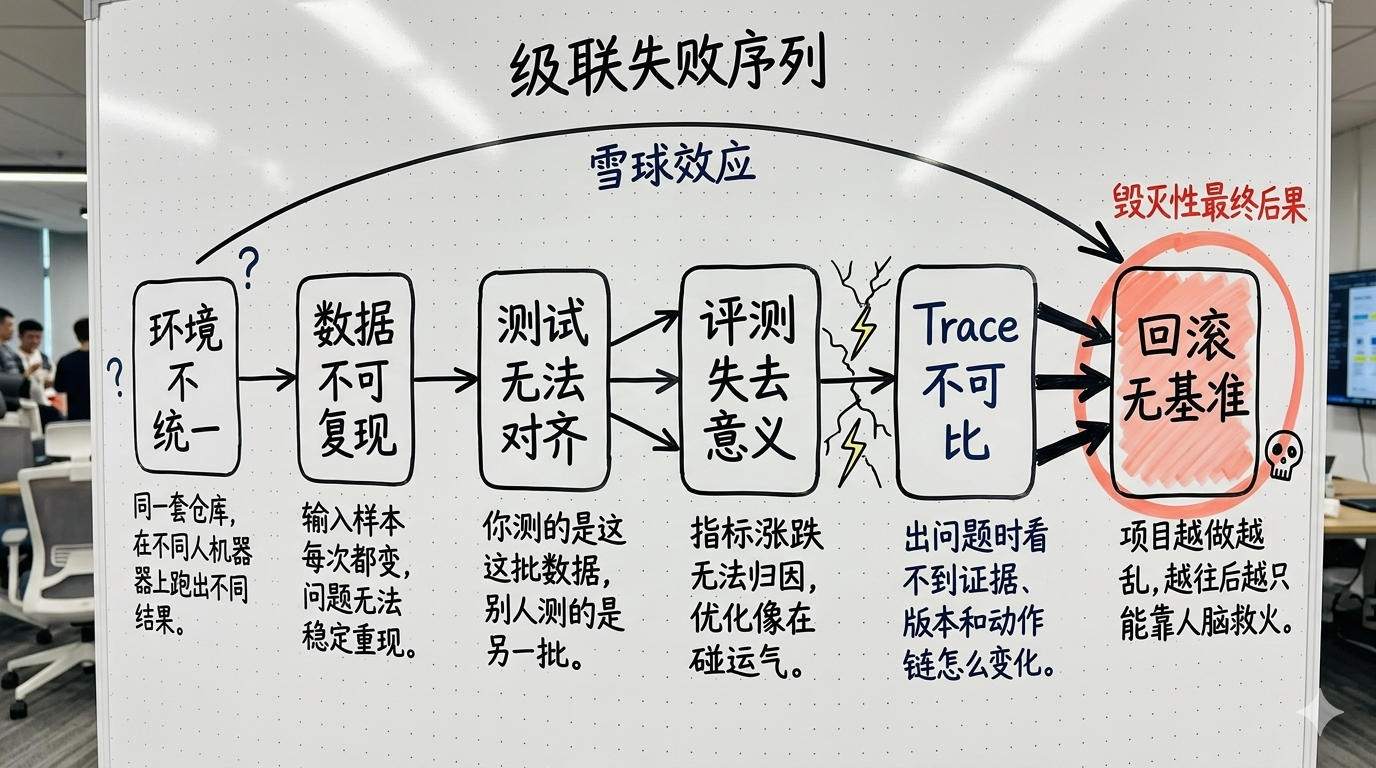 级联失败序列
雪球效应
毁灭性最终后果
?
?
环境
不
统一
数据
不可
复现
测试
无法
对齐
评测
失去
意义
Trace
不可
比
回滚
无基准
同一套仓库，
在不同人机器
器上跑出不同
结果。
输入样本
每次都变，
问题无法
稳定重现。
你测的是这
这批数据，
别人测的是
另一批。
指标涨跌
无法归因，
优化像在
碰运气。
出问题时看
不到证据、
版本和动作
链怎么变化。
项目越做越
乱，越往后越只
能靠人脑救火。